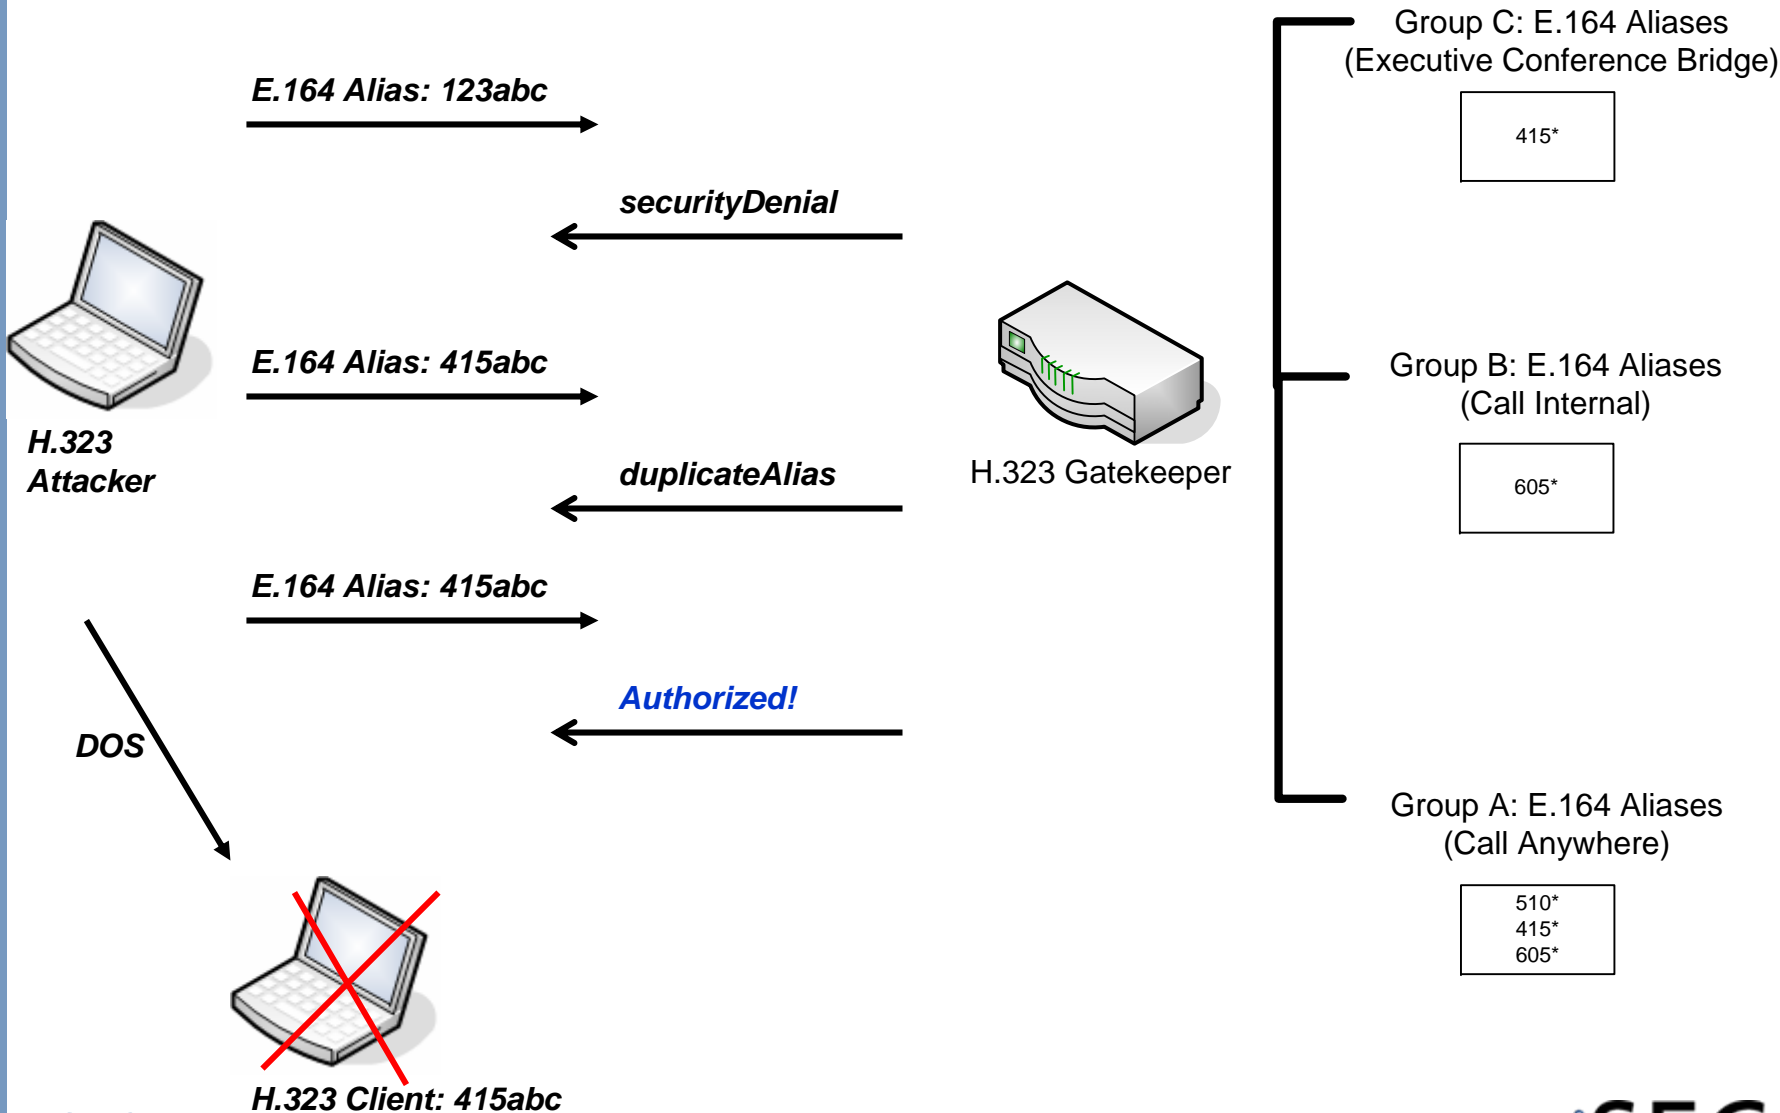 Group C: E.164 Aliases
(Executive Conference Bridge)
415*
E.164 Alias: 123abc
securityDenial
E.164 Alias: 415abc
H.323
Attacker
duplicateAlias
H.323 Gatekeeper
Group B: E.164 Aliases
(Call Internal)
605*
E.164 Alias: 415abc
Authorized!
DOS
Group A: E.164 Aliases
(Call Anywhere)
510*
415*
605*
H.323 Client: 415abc